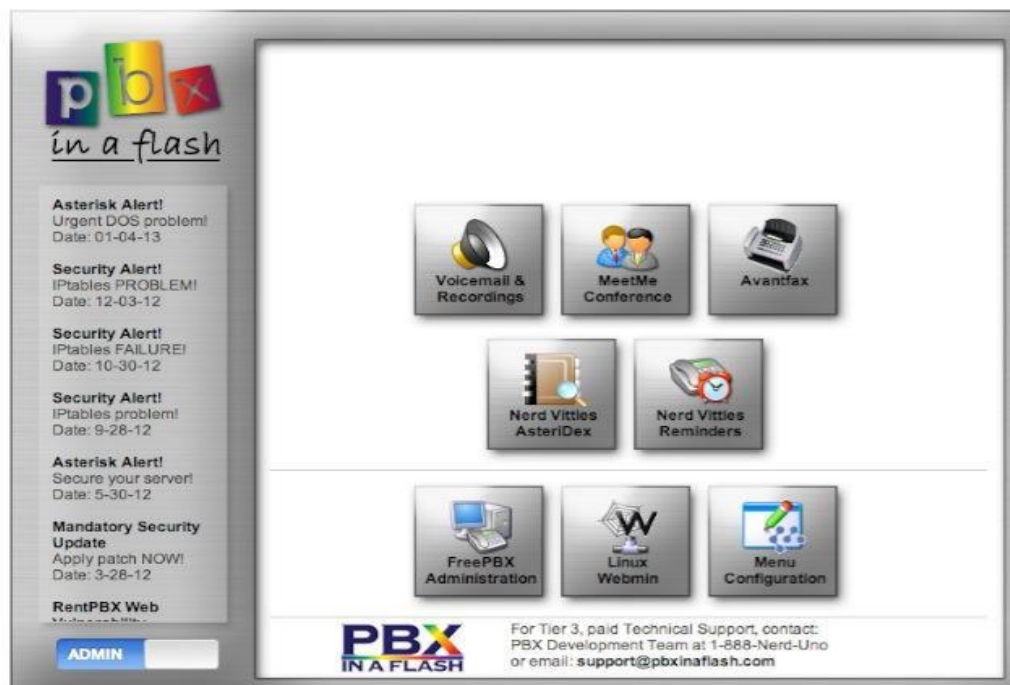 pbx
in a flash
Asterisk Alert!
Urgent DOS problem!
Date: 01-04-13
Security Alert!
IPtables PROBLEM!
Date: 12-03-12
Security Alert!
IPtables FAILURE!
Date: 10-30-12
Security Alert!
IPtables problem!
Date: 9-28-12
Asterisk Alert!
Secure your server!
Date: 5-30-12
Mandatory Security
Update
Apply patch NOW!
Date: 3-28-12
RentPBX Web
ADMIN
Voicemail &
Recordings
MeetMe
Conference
Avantfax
Nerd Vittles
AsteriDex
Nerd Vittles
Reminders
FreePBX
Administration
W
Linux
Webmin
Menu
Configuration
PBX
IN A FLASH
For Tier 3, paid Technical Support, contact:
PBX Development Team at 1-888-Nerd-Uno
or email: support@pbxinaflash.com